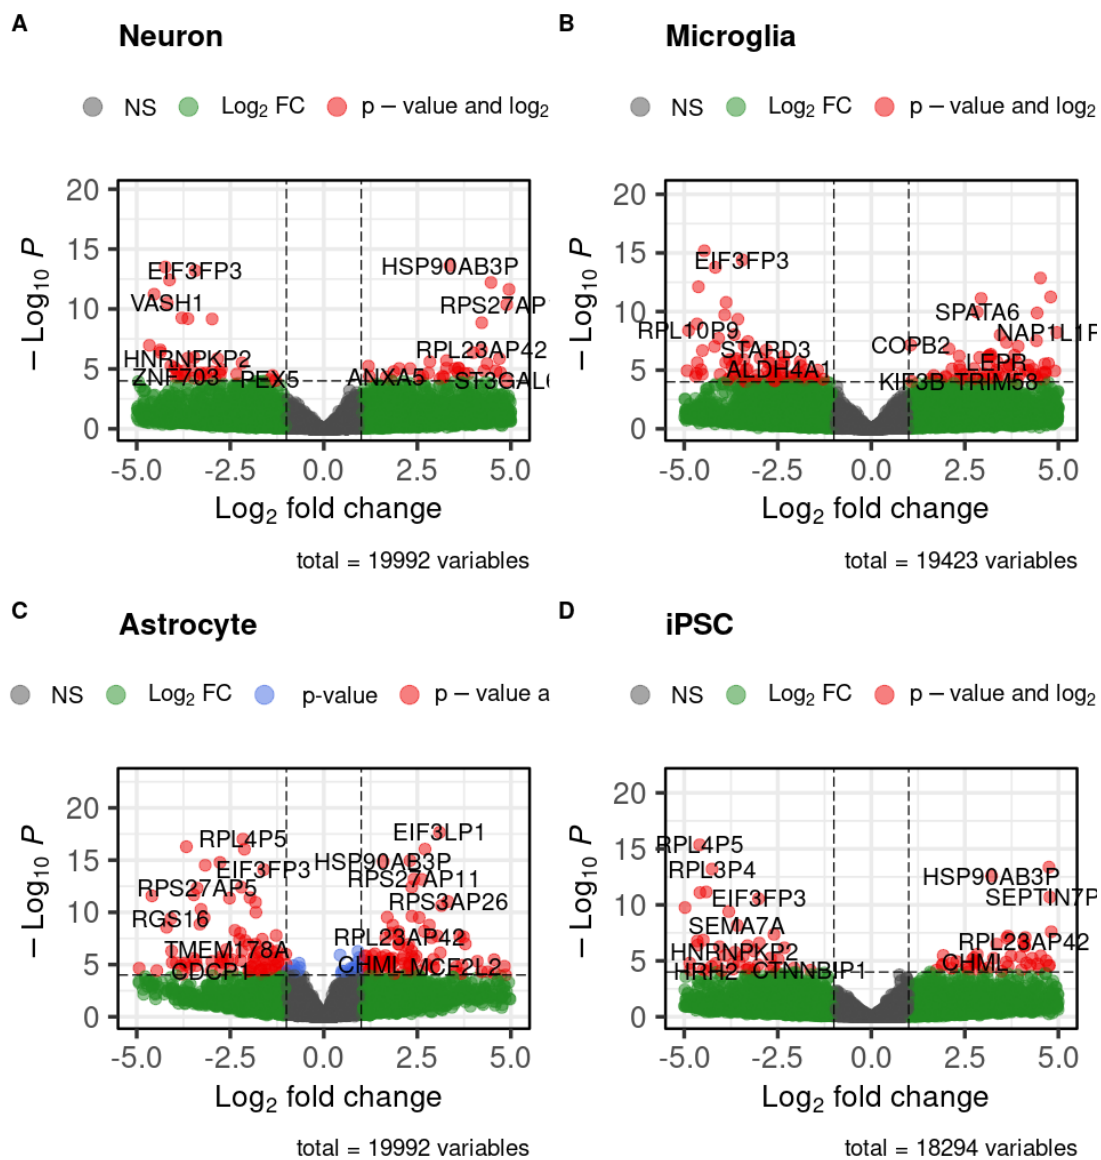 A
Neuron
NS Log2 FC p − value and log2
20
15
10
5
0
− Log10 P
EIF3FP3
HSP90AB3P
VASH1
RPS27AP
RPL23AP42
HNRNPKP2
ZNF703
PEX5
ANXA5
ST3GAL6
-5.0 -2.5 0.0 2.5 5.0
Log2 fold change
total = 19992 variables
B
Microglia
NS Log2 FC p − value and log2
20
15
10
5
0
− Log10 P
EIF3FP3
SPATA6
RPL10P9
NAP1L1P
COPB2
STARD3
LEPR
ALDH4A1
KIF3B
TRIM58
-5.0 -2.5 0.0 2.5 5.0
Log2 fold change
total = 19423 variables
C
Astrocyte
NS Log2 FC p-value p − value a
20
15
10
5
0
− Log10 P
RPL4P5
EIF3LP1
EIF3FP3
HSP90AB3P
RPS27AP5
RPS27AP11
RPS3AP26
RGS16
RPL23AP42
TMEM178A
CDCP1
CHML
MCF2L2
-5.0 -2.5 0.0 2.5 5.0
Log2 fold change
total = 19992 variables
D
iPSC
NS Log2 FC p − value and log2
20
15
10
5
0
− Log10 P
RPL4P5
RPL3P4
HSP90AB3P
EIF3FP3
SEPTIN7P
SEMA7A
RPL23AP42
HNRNPKP2
CHML
HRH2
CTNNBIP1
-5.0 -2.5 0.0 2.5 5.0
Log2 fold change
total = 18294 variables